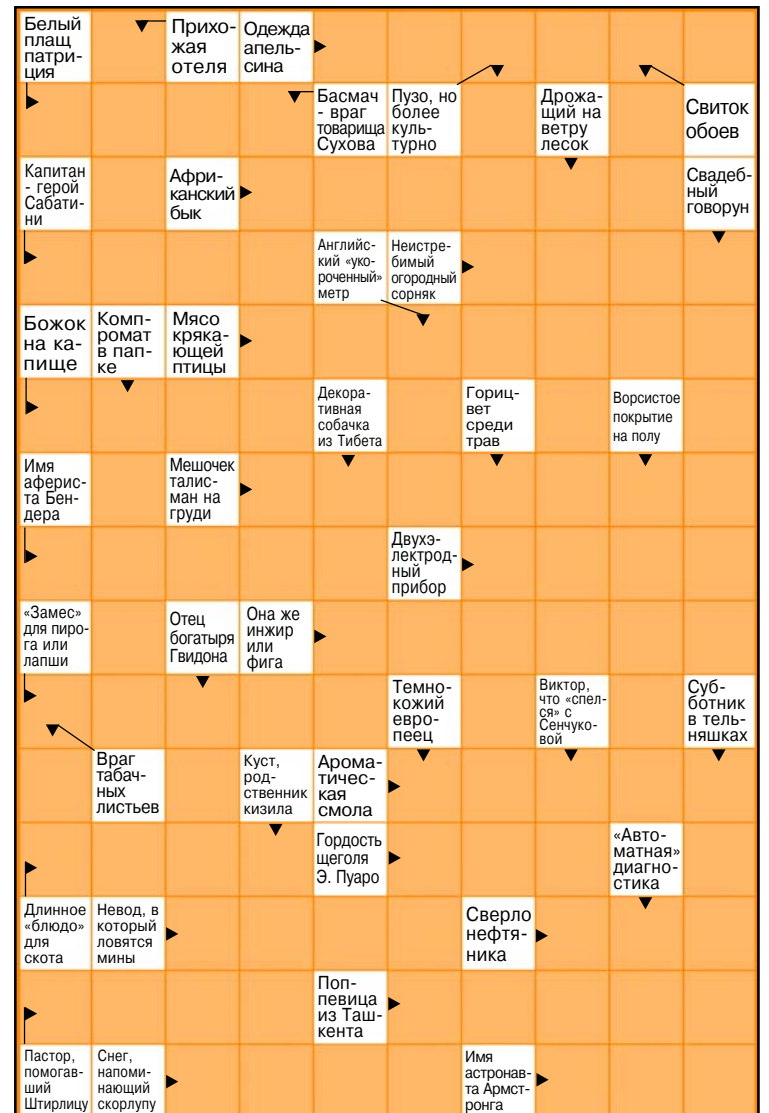 Белый
плащ
патри-
ция
Прихо-
жая
отеля
Одежда
апель-
сина
Басмач
- враг
товарища
Сухова
Пузо, но
более
куль-
турно
Дрожа-
щий на
ветру
лесок
Свиток
обоев
Капитан
- герой
Сабати-
ни
Афри-
канский
бык
Свадеб-
ный
говорун
Английс-
кий «уко-
роченный»
метр
Неистре-
бимый
огородный
сорняк
Божок
на ка-
пище
Комп-
ромат
в пап-
ке
Мясо
кряка-
ющей
птицы
Декора-
тивная
собачка
из Тибета
Гориц-
вет
среди
трав
Ворсистое
покрытие
на полу
Имя
аферис-
та Бен-
дера
Мешочек
талис-
ман на
груди
Двухэ-
лектрод-
ный
прибор
«Замес»
для пиро-
га или
лапши
Отец
богатыря
Гвидона
Она же
инжир
или
фига
Темно-
кожий
евро-
пеец
Виктор,
что «спел-
ся» с
Сенчуко-
вой
Суб-
ботник
в тель-
няшках
Враг
табач-
ных
листьев
Куст,
род-
ственник
кизила
Арома-
тичес-
кая
смола
Гордость
щеголя
Э. Пуаро
«Авто-
матная»
диагно-
стика
Длинное
«блюдо»
для
скота
Невод, в
который
ловятся
мины
Сверло
нефтя-
ника
Поп-
певица
из Таш-
кента
Пастор,
помогав-
ший
Штирлицу
Снег,
напоми-
нающий
скорлупу
Имя
астронав-
та Армст-
ронга